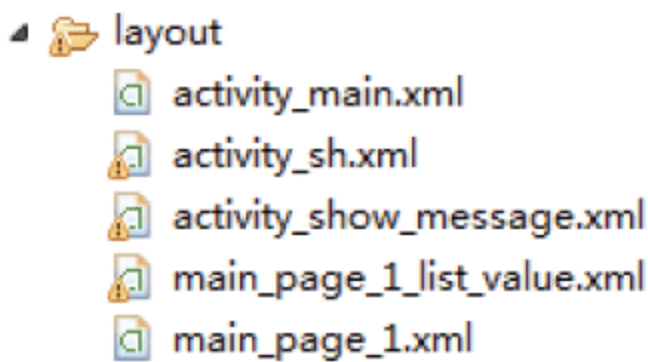 layout
activity_main.xml
activity_sh.xml
activity_show_message.xml
main_page_1_list_value.xml
main_page_1.xml